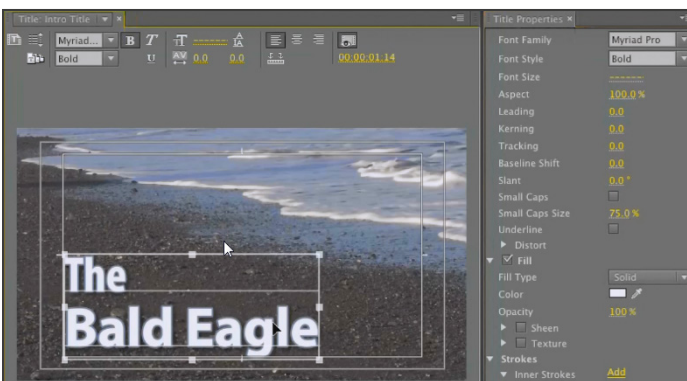 Title: Intro Title
Myriad... B T
Bold U 0.0 0.0 00:00:01:14
The
Bald Eagle
Title Properties
Font Family Myriad Pro
Font Style Bold
Font Size
Aspect 100.0 %
Leading 0.0
Kerning 0.0
Tracking 0.0
Baseline Shift 0.0
Slant 0.0 °
Small Caps
Small Caps Size 75.0 %
Underline
Distort
Fill
Fill Type Solid
Color
Opacity 100 %
Sheen
Texture
Strokes
Inner Strokes Add